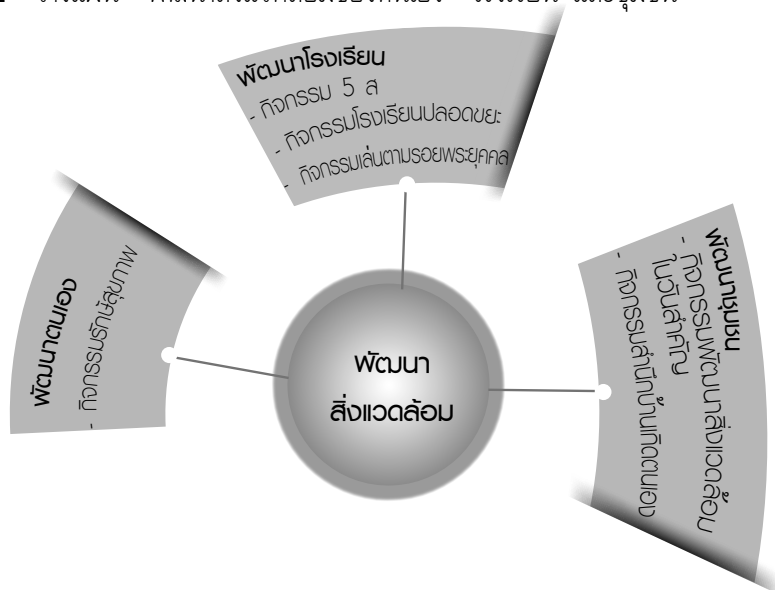 พัฒนาโรงเรียน
- กิจกรรม 5 ส
- กิจกรรมโรงเรียนปลอดขยะ
- กิจกรรมเล่นตามรอยพระยุคคล
พัฒนาตนเอง
- กิจกรรมรักษ์สุขภาพ
พัฒนา
สิ่งแวดล้อม
พัฒนาชุมชน
- กิจกรรมพัฒนาสิ่งแวดล้อม
ในวันสำคัญ
- กิจกรรมสำนึกบ้านเกิดตนเอง